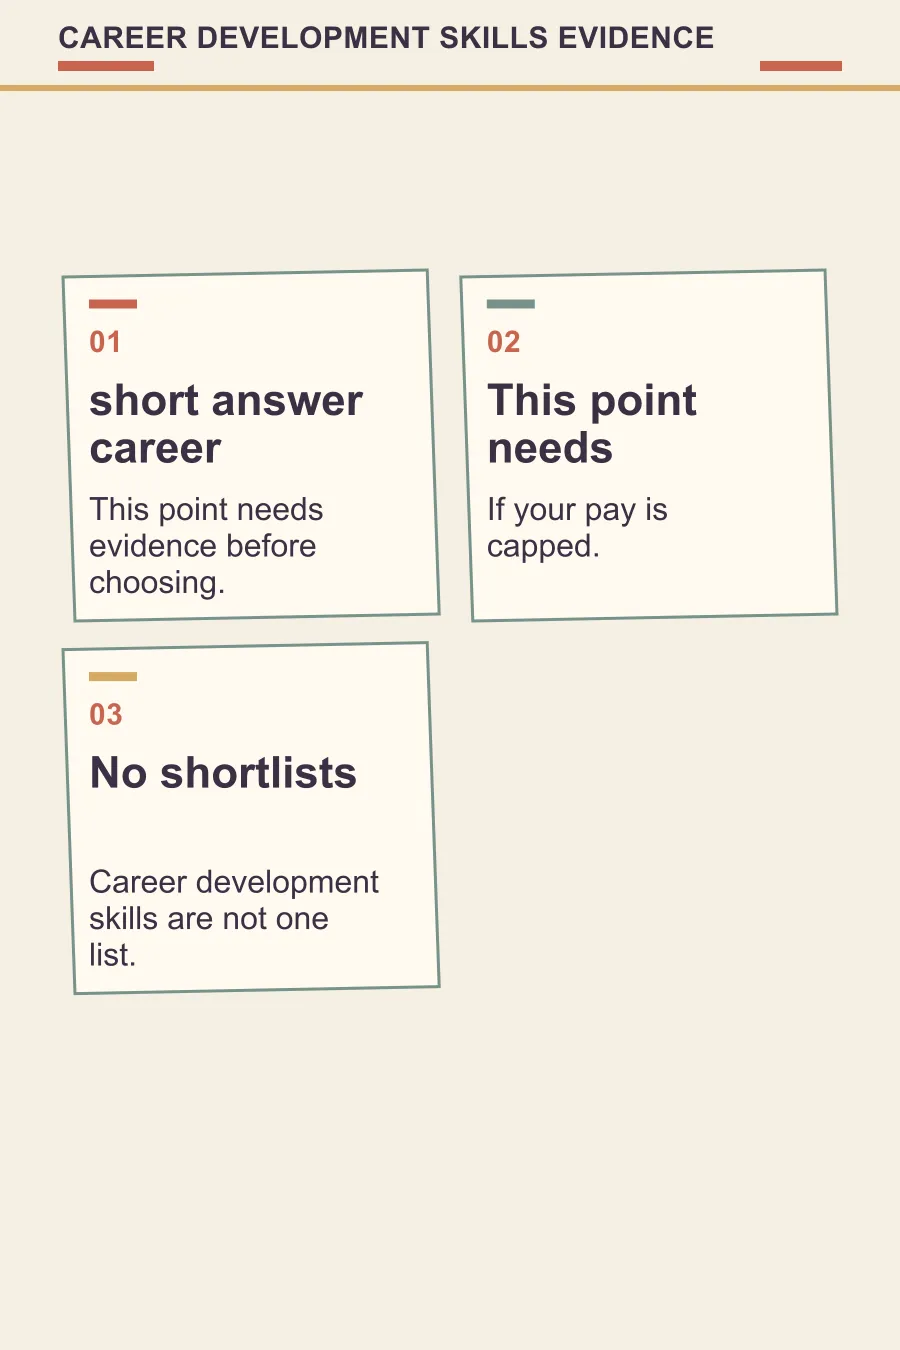 CAREER DEVELOPMENT SKILLS EVIDENCE
01
short answer
career
This point needs
evidence before
choosing.
02
This point
needs
If your pay is
capped.
03
No shortlists
Career development
skills are not one
list.